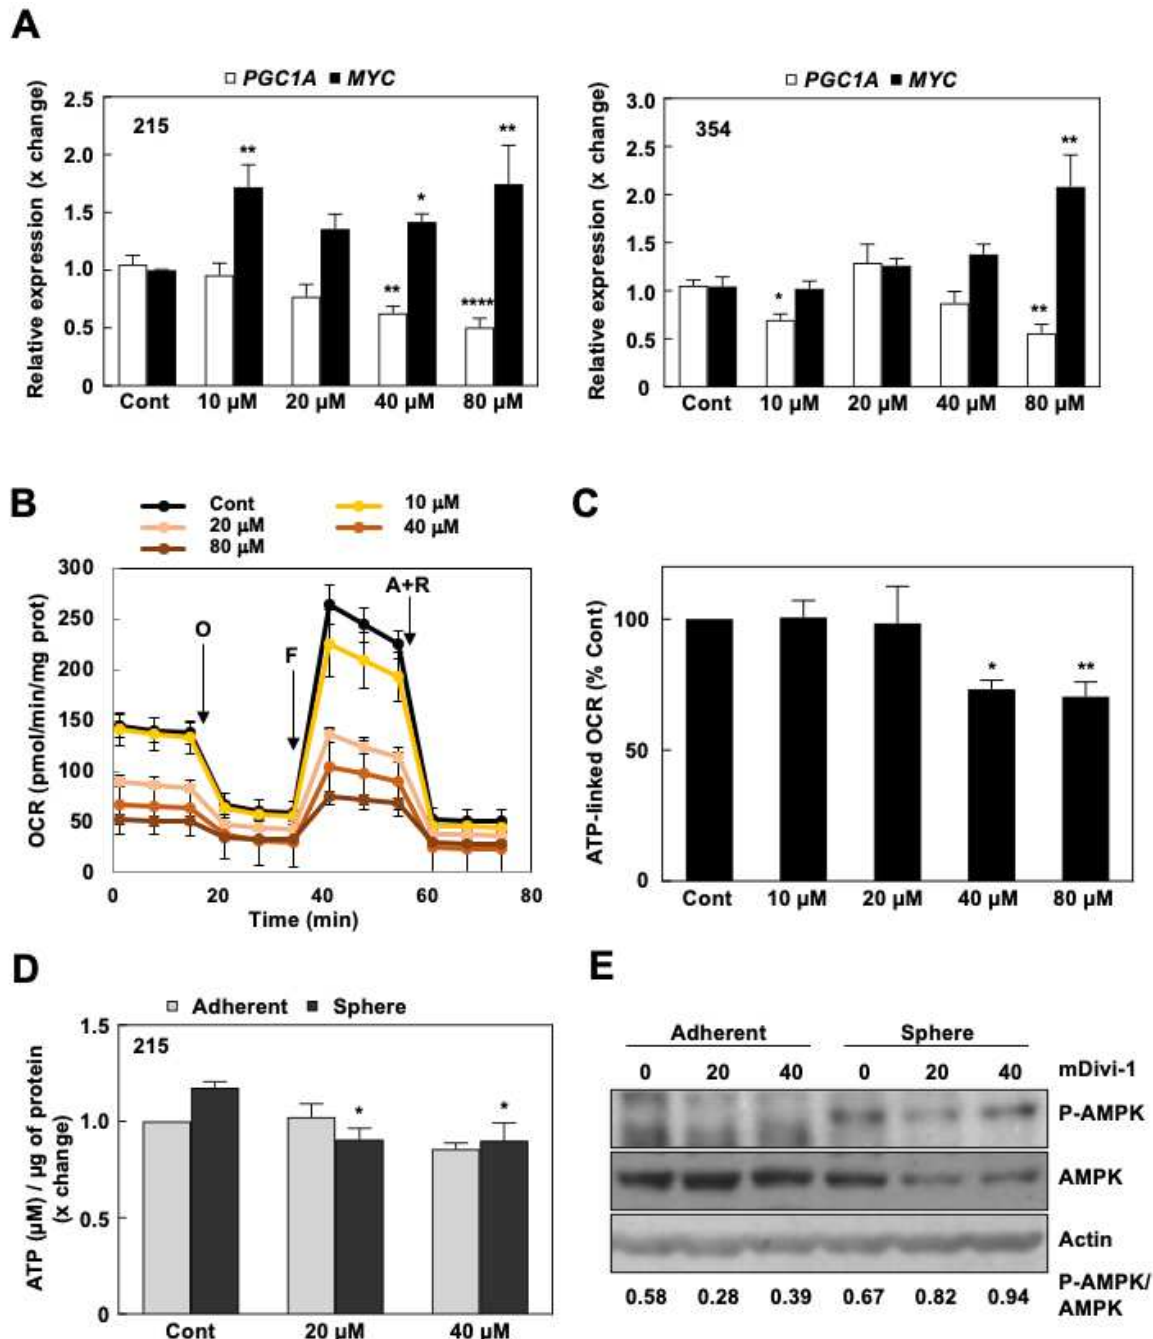 A
□ PGC1A ■ MYC
215
Relative expression (x change)
2.5
2.0
1.5
1.0
0.5
0
**
**
*
**
****
Cont 10 µM 20 µM 40 µM 80 µM
□ PGC1A ■ MYC
354
Relative expression (x change)
3.0
2.5
2.0
1.5
1.0
0.5
0
*
**
**
Cont 10 µM 20 µM 40 µM 80 µM
B
Cont 10 µM
20 µM 40 µM
80 µM
OCR (pmol/min/mg prot)
300
250
200
150
100
50
0
O
F
A+R
0 20 40 60 80
Time (min)
C
ATP-linked OCR (% Cont)
100
50
0
*
**
Cont 10 µM 20 µM 40 µM 80 µM
D
Adherent ■ Sphere
215
ATP (µM) / µg of protein
(x change)
1.5
1.0
0.5
0
*
*
Cont 20 µM 40 µM
E
Adherent Sphere
0 20 40 0 20 40 mDivi-1
P-AMPK
AMPK
Actin
0.58 0.28 0.39 0.67 0.82 0.94 P-AMPK/
AMPK